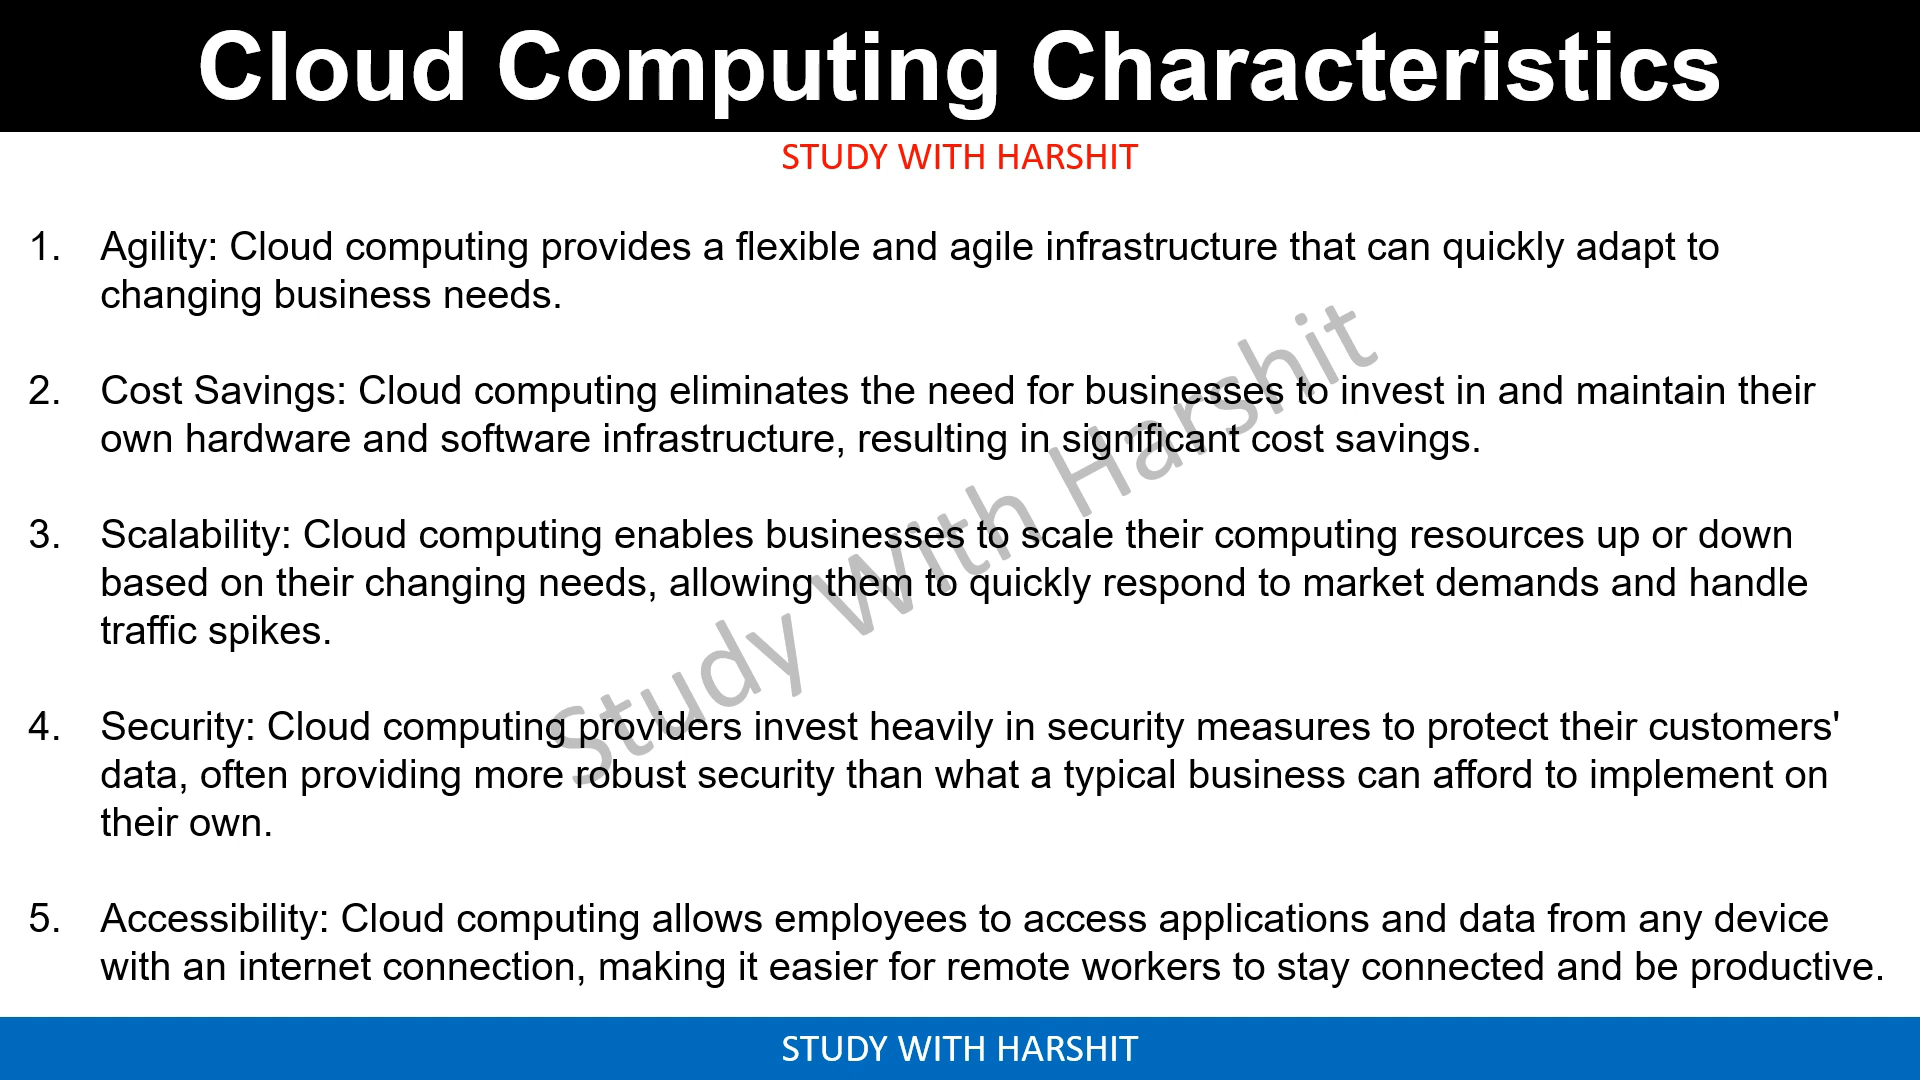 Cloud Computing Characteristics
STUDY WITH HARSHIT
1. Agility: Cloud computing provides a flexible and agile infrastructure that can quickly adapt to
changing business needs.
2. Cost Savings: Cloud computing eliminates the need for businesses to invest in and maintain their
own hardware and software infrastructure, resulting in significant cost savings.
3. Scalability: Cloud computing enables businesses to scale their computing resources up or down
based on their changing needs, allowing them to quickly respond to market demands and handle
traffic spikes.
4. Security: Cloud computing providers invest heavily in security measures to protect their customers'
data, often providing more robust security than what a typical business can afford to implement on
their own.
5. Accessibility: Cloud computing allows employees to access applications and data from any device
with an internet connection, making it easier for remote workers to stay connected and be productive.
Study With Harshit
STUDY WITH HARSHIT